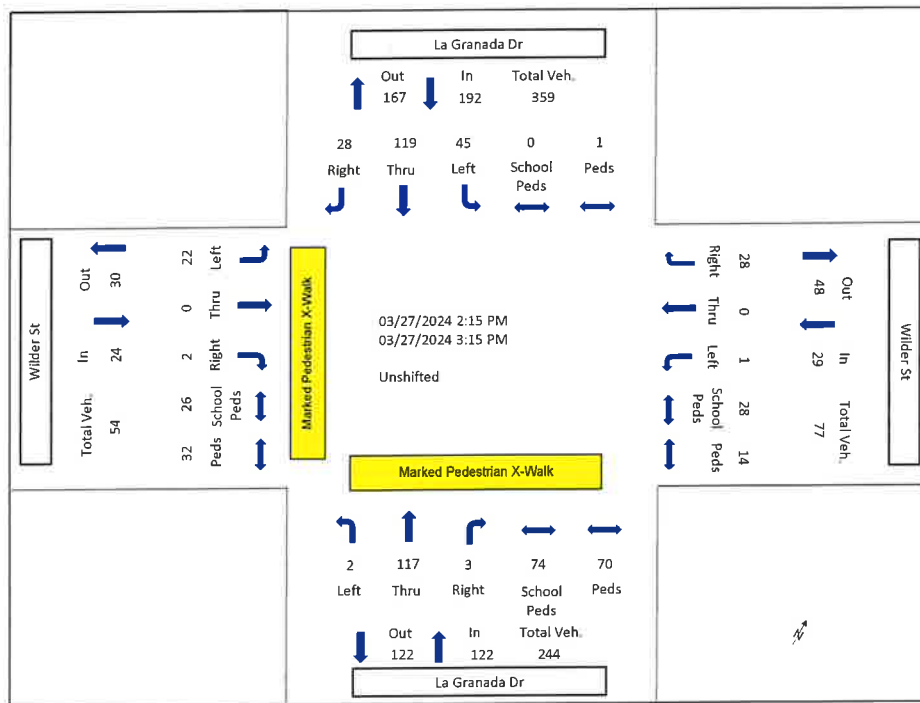 La Granada Dr
Out In Total Veh.
167 192 359
28 119 45 0 1
Right Thru Left School Peds Peds
Wilder St
Out In Total Veh.
30 24 54
22 0 2 26 32
Left Thru Right School Peds Peds
Marked Pedestrian X-Walk
03/27/2024 2:15 PM
03/27/2024 3:15 PM
Unshifted
Right Thru Left School Peds Peds
28 0 1 28 14
Out In Total Veh.
48 29 77
Wilder St
Marked Pedestrian X-Walk
2 117 3 74 70
Left Thru Right School Peds Peds
Out In Total Veh.
122 122 244
La Granada Dr
N